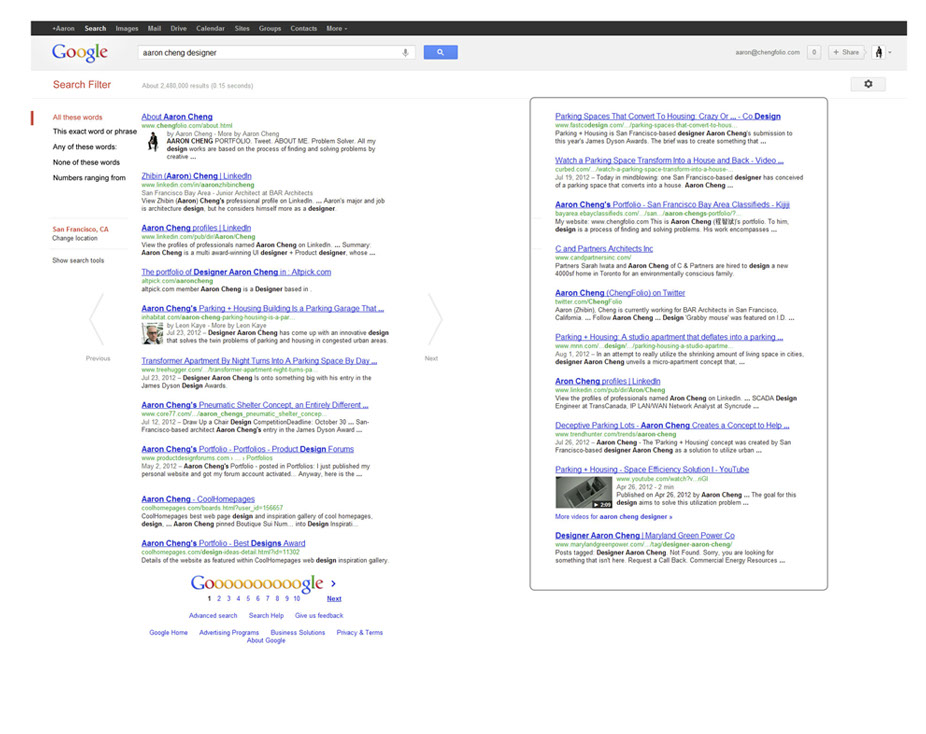 +Aaron Search Images Mail Drive Calendar Sites Groups Contacts More
Google
aaron cheng designer
aaron@chengfolio.com 0 + Share
Search Filter
About 2,480,000 results (0.15 seconds)
All these words
This exact word or phrase
Any of these words:
None of these words
Numbers ranging from
San Francisco, CA
Change location
Show search tools
Previous
About Aaron Cheng
www.chengfolio.com/about.html
by Aaron Cheng - More by Aaron Cheng
AARON CHENG PORTFOLIO. Tweet. ABOUT ME. Problem Solver. All my
design works are based on the process of finding and solving problems by
creative ...
Zhibin (Aaron) Cheng | LinkedIn
www.linkedin.com/in/aaronzhibincheng
San Francisco Bay Area - Junior Architect at BAR Architects
View Zhibin (Aaron) Cheng's professional profile on LinkedIn. ... Aaron's major and job
is architecture design, but he considers himself more as a designer.
Aaron Cheng profiles | LinkedIn
www.linkedin.com/pub/dir/Aaron/Cheng
View the profiles of professionals named Aaron Cheng on LinkedIn. ... Summary:
Aaron Cheng is a multi award-winning UI designer + Product designer, whose ...
The portfolio of Designer Aaron Cheng in : Altpick.com
altpick.com/aaroncheng
altpick.com member Aaron Cheng is a Designer based in .
Aaron Cheng's Parking + Housing Building Is a Parking Garage That ...
inhabitat.com/aaron-cheng-parking-housing-is-a-par...
by Leon Kaye - More by Leon Kaye
Jul 23, 2012 – Designer Aaron Cheng has come up with an innovative design
that solves the twin problems of parking and housing in congested urban areas.
Transformer Apartment By Night Turns Into A Parking Space By Day ...
www.treehugger.com/.../transformer-apartment-night-turns-pa...
Jul 23, 2012 – Designer Aaron Cheng Is onto something big with his entry in the
James Dyson Design Awards.
Aaron Cheng's Pneumatic Shelter Concept, an Entirely Different ...
www.core77.com/.../aaron_chengs_pneumatic_shelter_concep...
Jul 12, 2012 – Draw Up a Chair Design CompetitionDeadline: October 30 ... San-
Francisco-based architect Aaron Cheng's entry in the James Dyson Award ...
Aaron Cheng's Portfolio - Portfolios - Product Design Forums
www.productdesignforums.com › ... › Portfolios
May 2, 2012 – Aaron Cheng's Portfolio - posted in Portfolios: I just published my
personal website and got my forum account activated... Anyway, here is the ...
Aaron Cheng - CoolHomepages
coolhomepages.com/boards.html?user_id=156657
CoolHomepages best web page design and inspiration gallery of cool homepages,
design, ... Aaron Cheng pinned Boutique Sui Num... into Design Inspirati...
Aaron Cheng's Portfolio - Best Designs Award
coolhomepages.com/design-ideas-detail.html?id=11302
Details of the website as featured within CoolHomepages web design inspiration gallery.
Goooooooooogle >
1 2 3 4 5 6 7 8 9 10 Next
Advanced search Search Help Give us feedback
Google Home Advertising Programs Business Solutions Privacy & Terms
About Google
Next
Parking Spaces That Convert To Housing: Crazy Or ... - Co Design
www.fastcodesign.com/.../parking-spaces-that-convert-to-hous...
Parking + Housing is San Francisco-based designer Aaron Cheng's submission to
this year's James Dyson Awards. The brief was to create something that ...
Watch a Parking Space Transform Into a House and Back - Video ...
curbed.com/.../watch-a-parking-space-transform-into-a-house-...
Jul 19, 2012 – Today in mindblowing: one San Francisco-based designer has conceived
of a parking space that converts into a house. Aaron Cheng ...
Aaron Cheng's Portfolio - San Francisco Bay Area Classifieds - Kijiji
bayarea.ebayclassifieds.com/.../san.../aaron-chengs-portfolio/?...
My website: www.chengfolio.com This is Aaron Cheng 's portfolio. To him,
design is a process of finding and solving problems. His work encompasses ...
C and Partners Architects Inc
www.candpartnersinc.com/
Partners Sarah Iwata and Aaron Cheng of C & Partners are hired to design a new
4000sf home in Toronto for an environmentally conscious family.
Aaron Cheng (ChengFolio) on Twitter
twitter.com/ChengFolio
Aaron (Zhibin), Cheng is currently working for BAR Architects in San Francisco,
California. ... Follow Aaron Cheng ... Design 'Grabby mouse' was featured on I.D. ...
Parking + Housing: A studio apartment that deflates into a parking ...
www.mnn.com/.../design/.../parking-housing-a-studio-apartme...
Aug 1, 2012 – In an attempt to really utilize the shrinking amount of living space in cities,
designer Aaron Cheng unveils a micro-apartment concept that, ...
Aron Cheng profiles | LinkedIn
www.linkedin.com/pub/dir/Aron/Cheng
View the profiles of professionals named Aron Cheng on LinkedIn. ... SCADA Design
Engineer at TransCanada, IP LAN/WAN Network Analyst at Syncrude ...
Deceptive Parking Lots - Aaron Cheng Creates a Concept to Help ...
www.trendhunter.com/trends/aaron-cheng
Jul 26, 2012 – Aaron Cheng - The 'Parking + Housing' concept was created by San
Francisco-based designer Aaron Cheng as a solution to utilize urban ...
Parking + Housing - Space Efficiency Solution I - YouTube
www.youtube.com/watch?v...nGI
Apr 26, 2012 - 2 min
Published on Apr 26, 2012 by Aaron Cheng ... The goal for this
design aims to solve this utilization problem ...
2:09
More videos for aaron cheng designer »
Designer Aaron Cheng | Maryland Green Power Co
www.marylandgreenpower.com/.../tag/designer-aaron-cheng/
Posts tagged: Designer Aaron Cheng. Not Found. Sorry, you are looking for
something that isn't here. Request a Call Back. Commercial Energy Resources ...